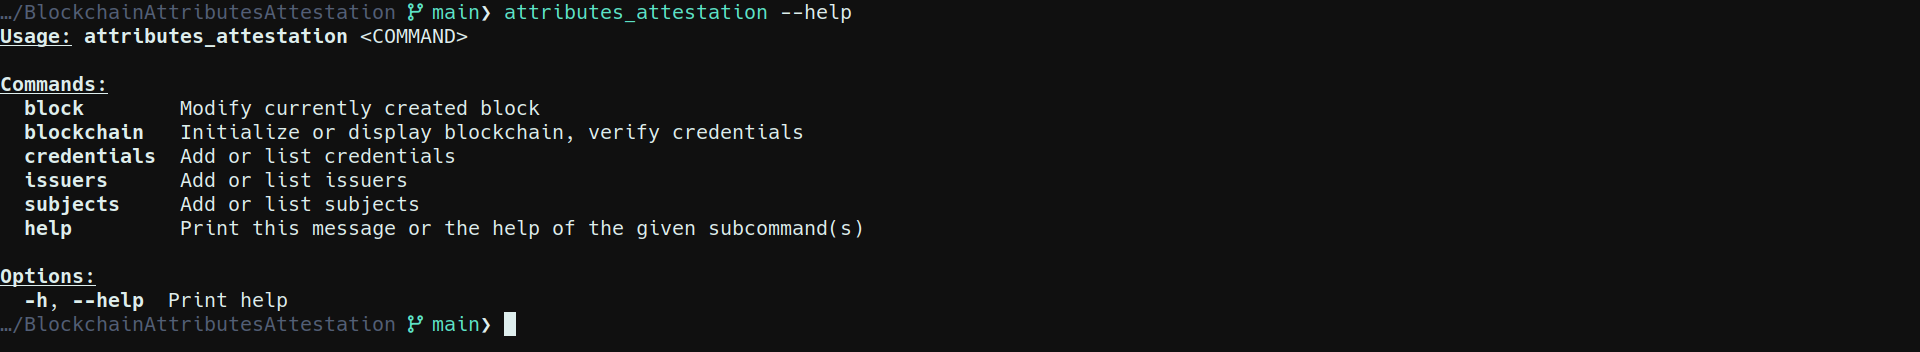 …/BlockchainAttributesAttestation main❯ attributes_attestation --help
Usage: attributes_attestation <COMMAND>
Commands:
block Modify currently created block
blockchain Initialize or display blockchain, verify credentials
credentials Add or list credentials
issuers Add or list issuers
subjects Add or list subjects
help Print this message or the help of the given subcommand(s)
Options:
-h, --help Print help
…/BlockchainAttributesAttestation main❯